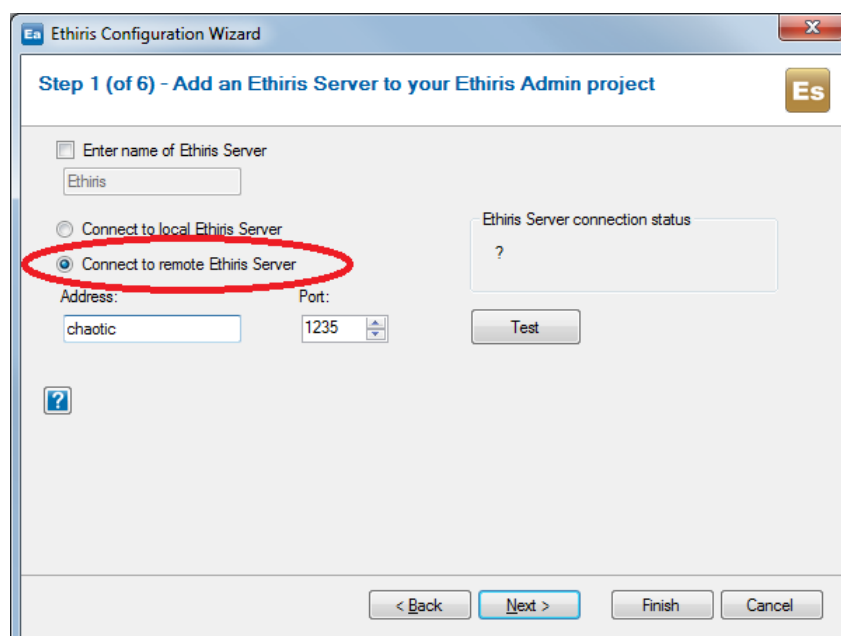 Ea Ethiris Configuration Wizard
Step 1 (of 6) - Add an Ethiris Server to your Ethiris Admin project
Es
Enter name of Ethiris Server
Ethiris
Connect to local Ethiris Server
Ethiris Server connection status
?
Connect to remote Ethiris Server
Address: Port:
chaotic 1235 Test
?
< Back Next > Finish Cancel